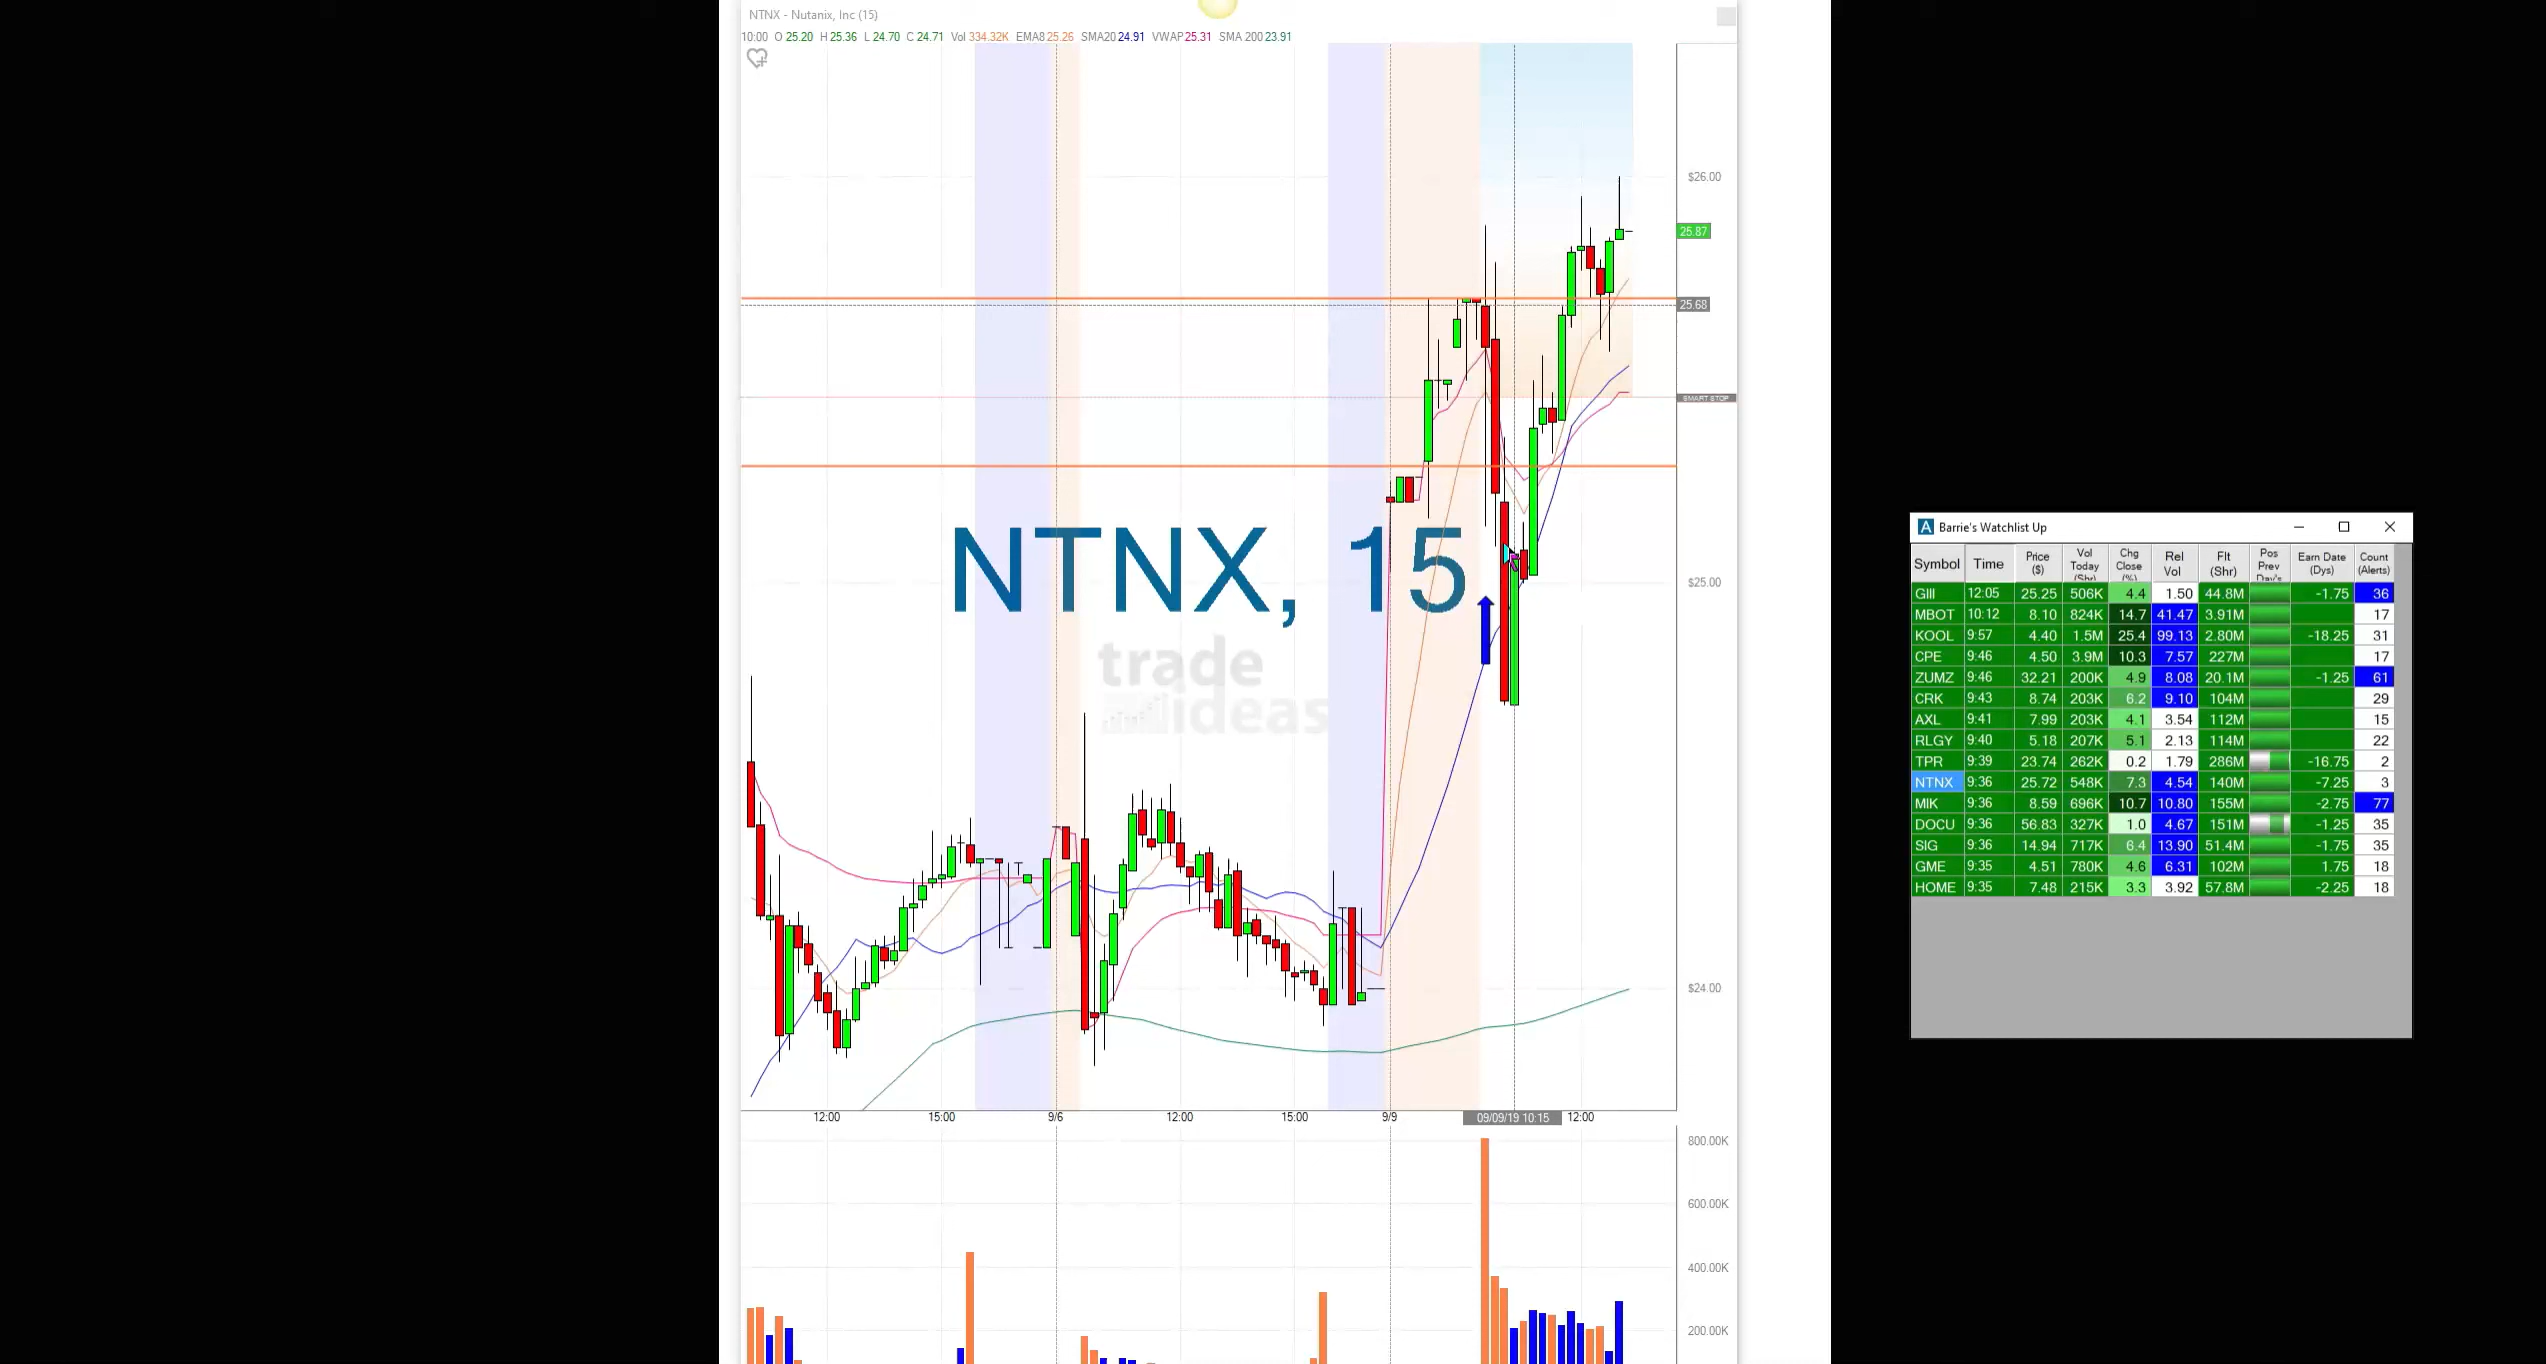 NTNX - Nutanix, Inc (15)
10:00 O 25.20 H 25.36 L 24.70 C 24.71 Vol 334.32K EMA8 25.26 SMA20 24.91 VWAP 25.31 SMA 200 23.91
$26.00
25.87
25.68
SMART STOP
$25.00
$24.00
NTNX, 15
trade
ideas
12:00 15:00 9/6 12:00 15:00 9/9 09/09/19 10:15 12:00
800.00K
600.00K
400.00K
200.00K
Barrie's Watchlist Up
Symbol Time Price ($) Vol Today (Shr) Chg Close (%) Rel Vol Flt (Shr) Pos Prev Day's Earn Date (Dys) Count (Alerts)
GIII 12:05 25.25 506K 4.4 1.50 44.8M -1.75 36
MBOT 10:12 8.10 824K 14.7 41.47 3.91M 17
KOOL 9:57 4.40 1.5M 25.4 99.13 2.80M -18.25 31
CPE 9:46 4.50 3.9M 10.3 7.57 227M 17
ZUMZ 9:46 32.21 200K 4.9 8.08 20.1M -1.25 61
CRK 9:43 8.74 203K 6.2 9.10 104M 29
AXL 9:41 7.99 203K 4.1 3.54 112M 15
RLGY 9:40 5.18 207K 5.1 2.13 114M 22
TPR 9:39 23.74 262K 0.2 1.79 286M -16.75 2
NTNX 9:36 25.72 548K 7.3 4.54 140M -7.25 3
MIK 9:36 8.59 696K 10.7 10.80 155M -2.75 77
DOCU 9:36 56.83 327K 1.0 4.67 151M -1.25 35
SIG 9:36 14.94 717K 6.4 13.90 51.4M -1.75 35
GME 9:35 4.51 780K 4.6 6.31 102M 1.75 18
HOME 9:35 7.48 215K 3.3 3.92 57.8M -2.25 18